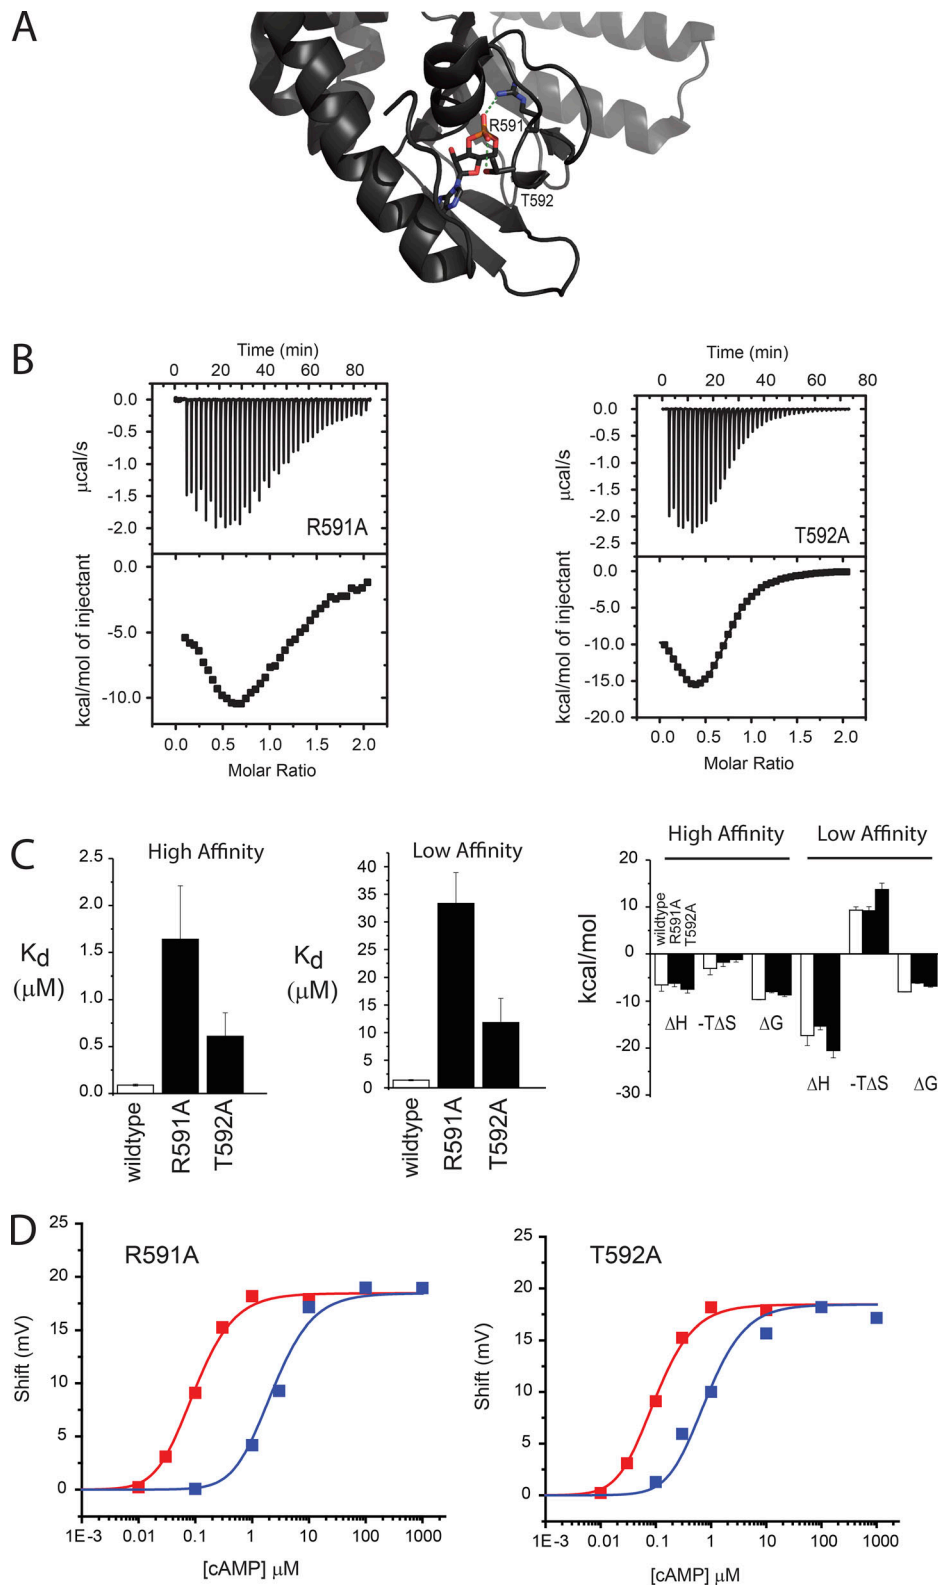 A
R591
T592
B
Time (min)
0 20 40 60 80
0.0
-0.5
-1.0
-1.5
-2.0
µcal/s
R591A
0.0
-5.0
-10.0
kcal/mol of injectant
0.0 0.5 1.0 1.5 2.0
Molar Ratio
Time (min)
0 20 40 60 80
0.0
-0.5
-1.0
-1.5
-2.0
-2.5
µcal/s
T592A
0.0
-5.0
-10.0
-15.0
-20.0
kcal/mol of injectant
0.0 0.5 1.0 1.5 2.0
Molar Ratio
C
High Affinity
2.5
2.0
1.5
1.0
0.5
0.0
Kd
(µM)
wildtype
R591A
T592A
Low Affinity
45
40
35
30
25
20
15
10
5
0
Kd
(µM)
wildtype
R591A
T592A
High Affinity Low Affinity
20
10
0
-10
-20
-30
kcal/mol
wildtype
R591A
T592A
ΔH -TΔS ΔG
ΔH -TΔS ΔG
D
R591A
25
20
15
10
5
0
Shift (mV)
1E-3 0.01 0.1 1 10 100 1000
[cAMP] µM
T592A
25
20
15
10
5
0
Shift (mV)
1E-3 0.01 0.1 1 10 100 1000
[cAMP] µM